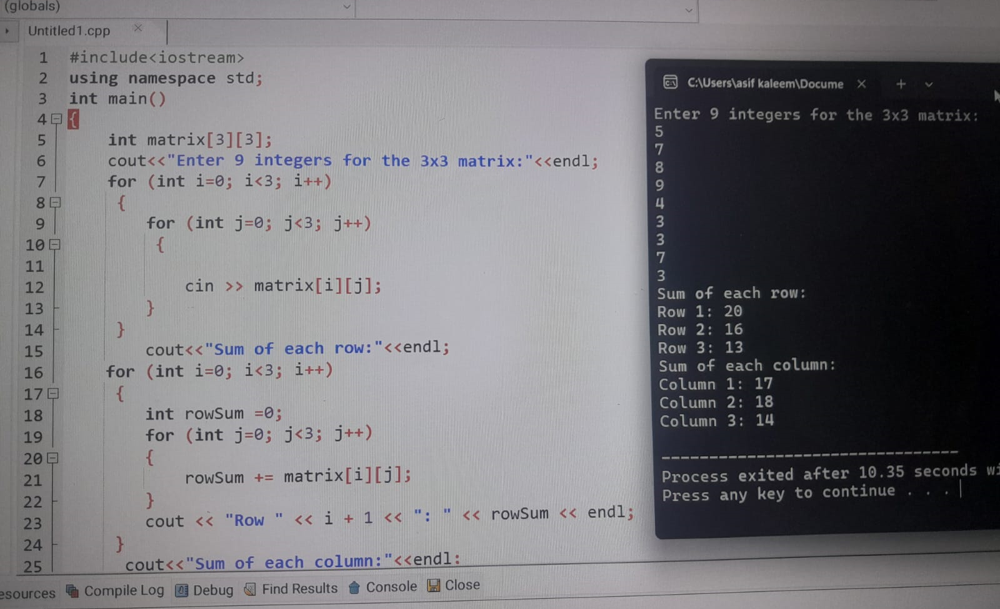 (globals)
Untitled1.cpp
1 #include<iostream>
2 using namespace std;
3 int main()
4 {
5 int matrix[3][3];
6 cout<<"Enter 9 integers for the 3x3 matrix:"<<endl;
7 for (int i=0; i<3; i++)
8 {
9 for (int j=0; j<3; j++)
10 {
11
12 cin >> matrix[i][j];
13 }
14 }
15 cout<<"Sum of each row:"<<endl;
16 for (int i=0; i<3; i++)
17 {
18 int rowSum =0;
19 for (int j=0; j<3; j++)
20 {
21 rowSum += matrix[i][j];
22 }
23 cout << "Row " << i + 1 << ": " << rowSum << endl;
24 }
25 cout<<"Sum of each column:"<<endl:
esources Compile Log Debug Find Results Console Close
C:\Users\asif kaleem\Docume
Enter 9 integers for the 3x3 matrix:
5
7
8
9
4
3
3
7
3
Sum of each row:
Row 1: 20
Row 2: 16
Row 3: 13
Sum of each column:
Column 1: 17
Column 2: 18
Column 3: 14
--------------------------------
Process exited after 10.35 seconds wi
Press any key to continue . . .